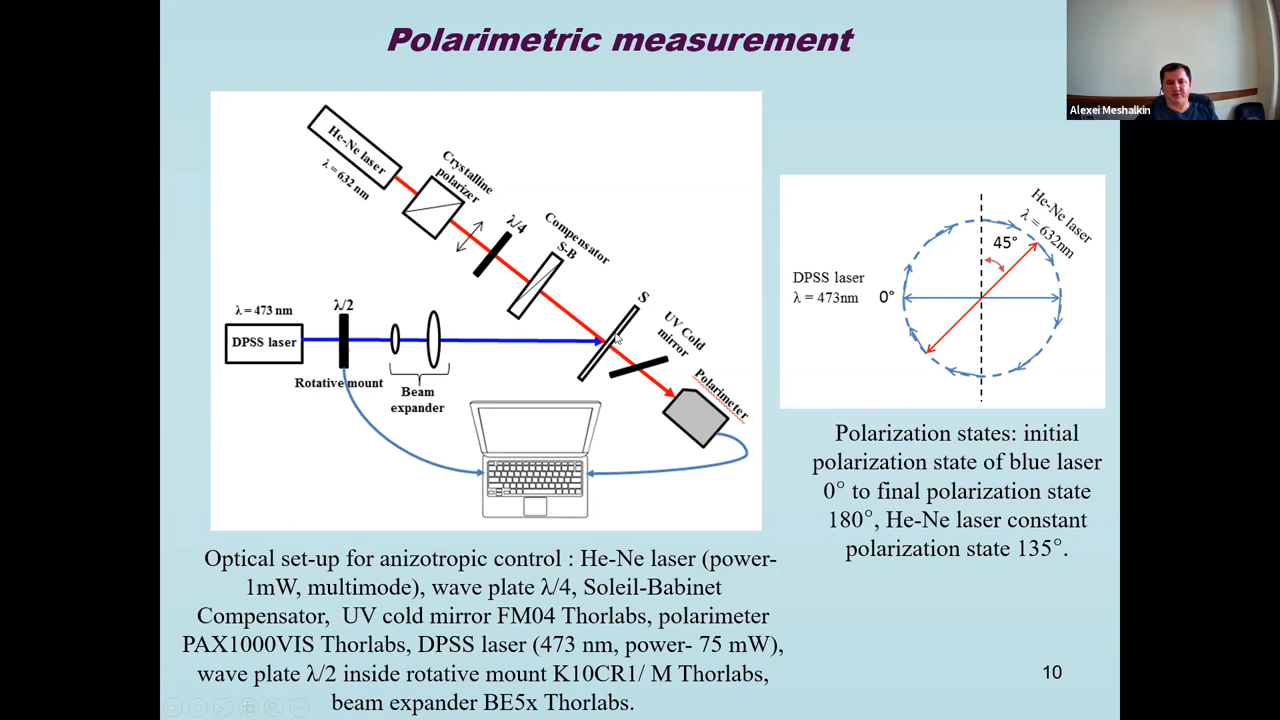 Polarimetric measurement
Alexei Meshalkin
He-Ne laser
λ = 632 nm
Crystalline
polarizer
λ/4
Compensator
S-B
S
UV Cold
mirror
Polarimeter
λ = 473 nm
DPSS laser
λ/2
Rotative mount
Beam
expander
He-Ne laser
λ = 632nm
45°
DPSS laser
λ = 473nm
0°
Polarization states: initial
polarization state of blue laser
0° to final polarization state
180°, He-Ne laser constant
polarization state 135°.
Optical set-up for anizotropic control : He-Ne laser (power-
1mW, multimode), wave plate λ/4, Soleil-Babinet
Compensator, UV cold mirror FM04 Thorlabs, polarimeter
PAX1000VIS Thorlabs, DPSS laser (473 nm, power- 75 mW),
wave plate λ/2 inside rotative mount K10CR1/ M Thorlabs,
beam expander BE5x Thorlabs.
10